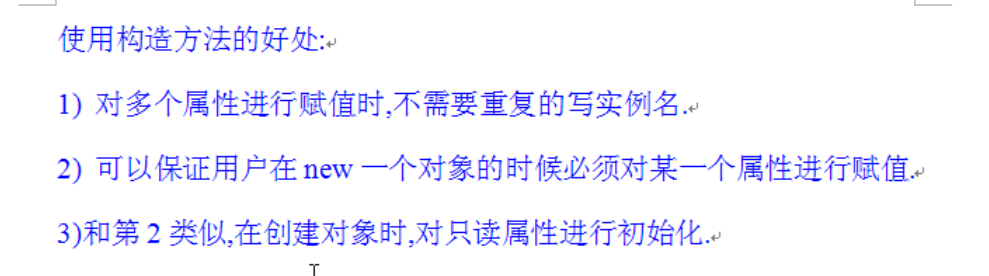 使用构造方法的好处:
1) 对多个属性进行赋值时,不需要重复的写实例名.
2) 可以保证用户在 new 一个对象的时候必须对某一个属性进行赋值.
3)和第 2 类似,在创建对象时,对只读属性进行初始化.